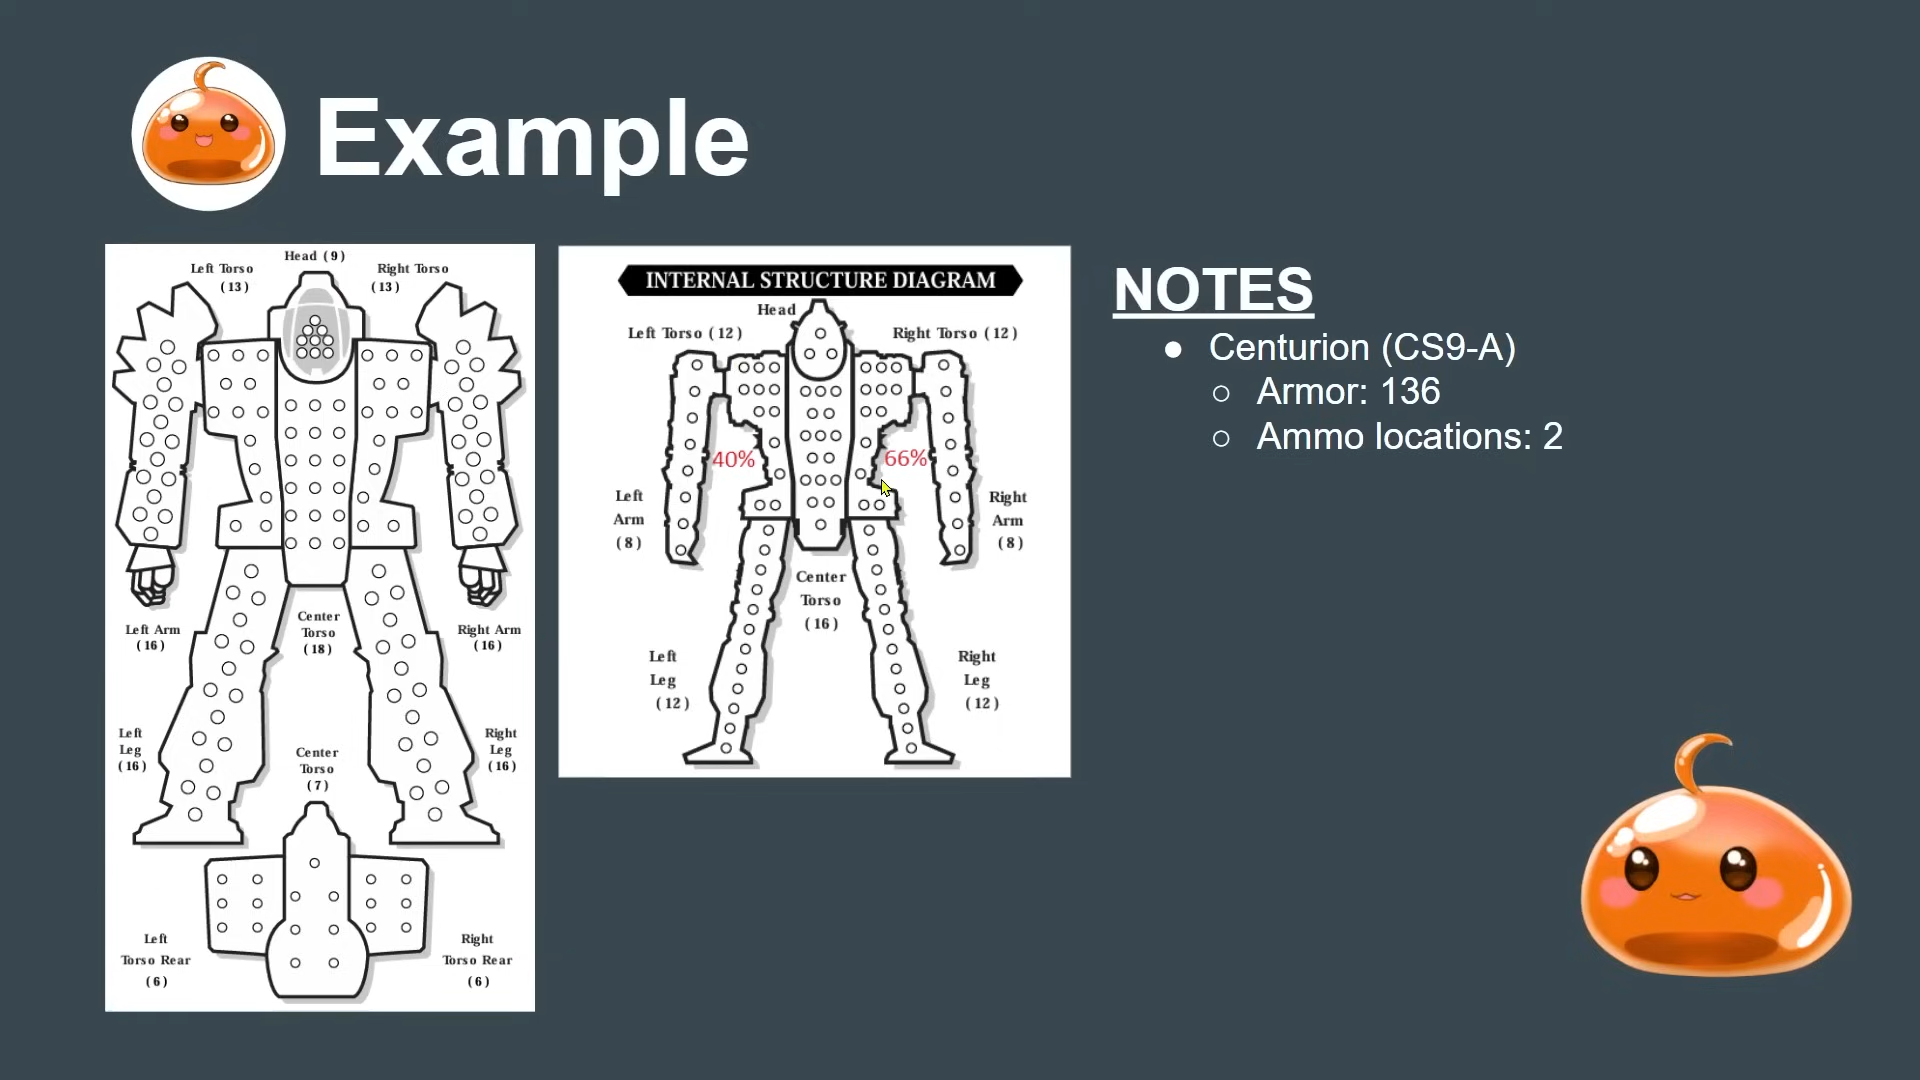 Example
Head (9)
Left Torso
(13)
Right Torso
(13)
Left Arm
(16)
Right Arm
(16)
Center
Torso
(18)
Left
Leg
(16)
Right
Leg
(16)
Center
Torso
(7)
Left
Torso Rear
(6)
Right
Torso Rear
(6)
INTERNAL STRUCTURE DIAGRAM
Head
Left Torso (12)
Right Torso (12)
40%
66%
Left
Arm
(8)
Right
Arm
(8)
Center
Torso
(16)
Left
Leg
(12)
Right
Leg
(12)
NOTES
● Centurion (CS9-A)
○ Armor: 136
○ Ammo locations: 2